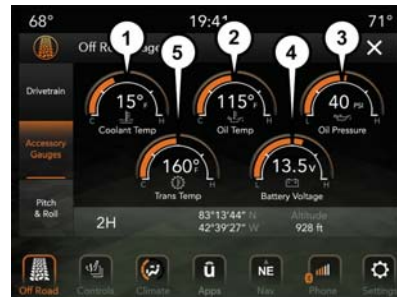 68° 19:41 71°
1 2 3
Off Road
5 4
Drivetrain
15°F 115°F 40 PSI
C H C H L H
Coolant Temp Oil Temp Oil Pressure
Accessory
Gauges
160°F 13.5v
C H L H
Trans Temp Battery Voltage
Pitch
& Roll
2H
83°13'44" N Altitude
42°39'27" W 928 ft
Off Road Controls Climate Apps Nav Phone Settings
û NE